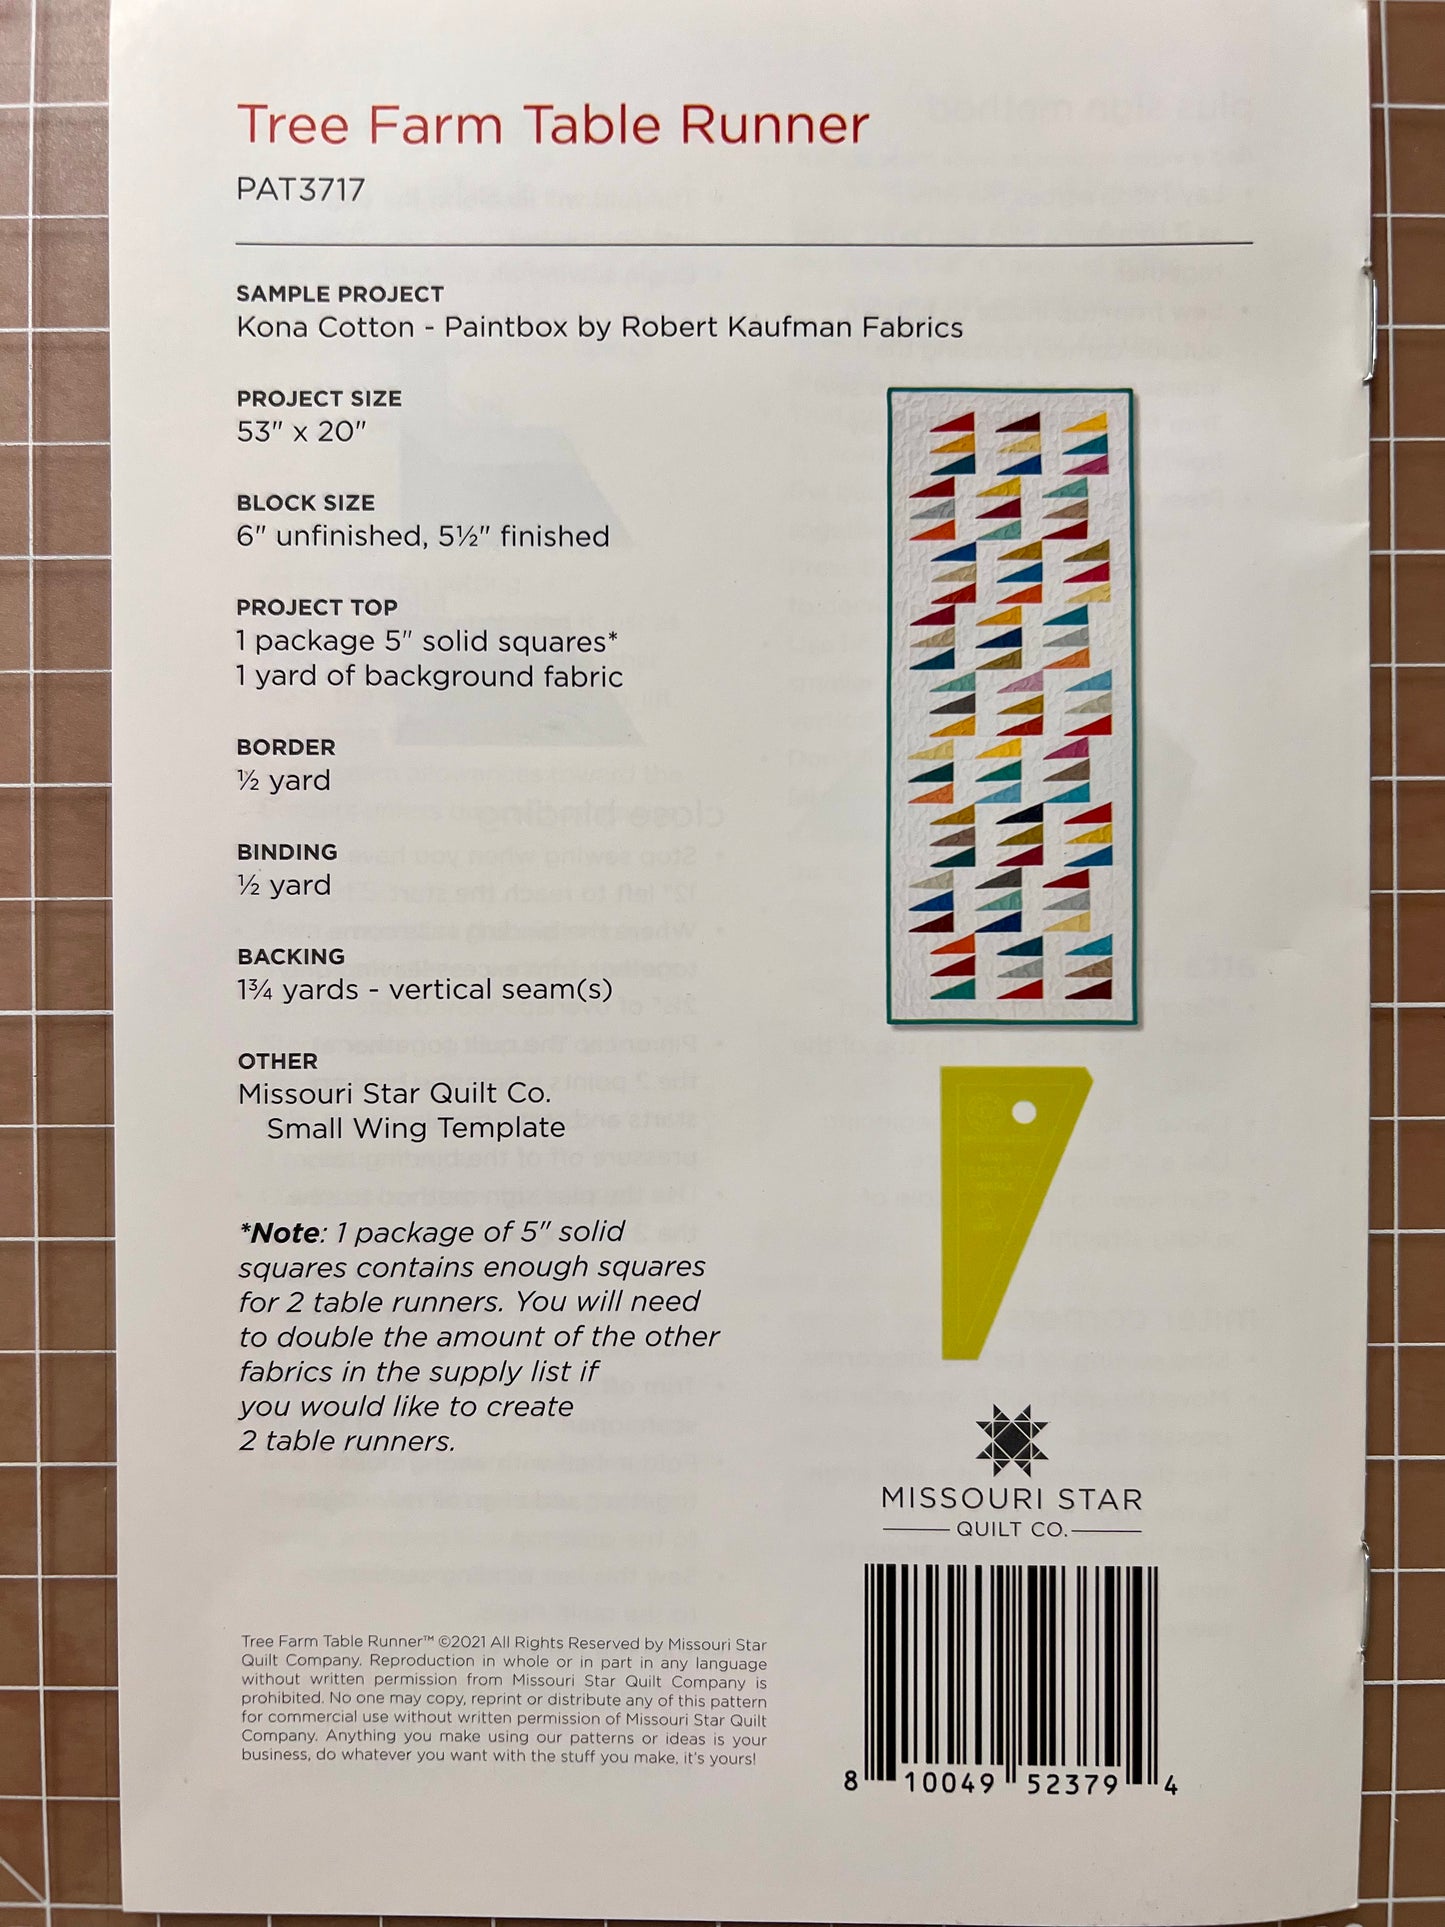 Tree Farm Table Runner
PAT3717
SAMPLE PROJECT
Kona Cotton - Paintbox by Robert Kaufman Fabrics
PROJECT SIZE
53" x 20"
BLOCK SIZE
6" unfinished, 5½" finished
PROJECT TOP
1 package 5" solid squares*
1 yard of background fabric
BORDER
½ yard
BINDING
½ yard
BACKING
1¾ yards - vertical seam(s)
OTHER
Missouri Star Quilt Co.
Small Wing Template
*Note: 1 package of 5" solid
squares contains enough squares
for 2 table runners. You will need
to double the amount of the other
fabrics in the supply list if
you would like to create
2 table runners.
WING
TEMPLATE
SMALL
MISSOURI STAR
QUILT CO.
Tree Farm Table Runner™ ©2021 All Rights Reserved by Missouri Star
Quilt Company. Reproduction in whole or in part in any language
without written permission from Missouri Star Quilt Company is
prohibited. No one may copy, reprint or distribute any of this pattern
for commercial use without written permission of Missouri Star Quilt
Company. Anything you make using our patterns or ideas is your
business, do whatever you want with the stuff you make, it's yours!
8 10049 52379 4